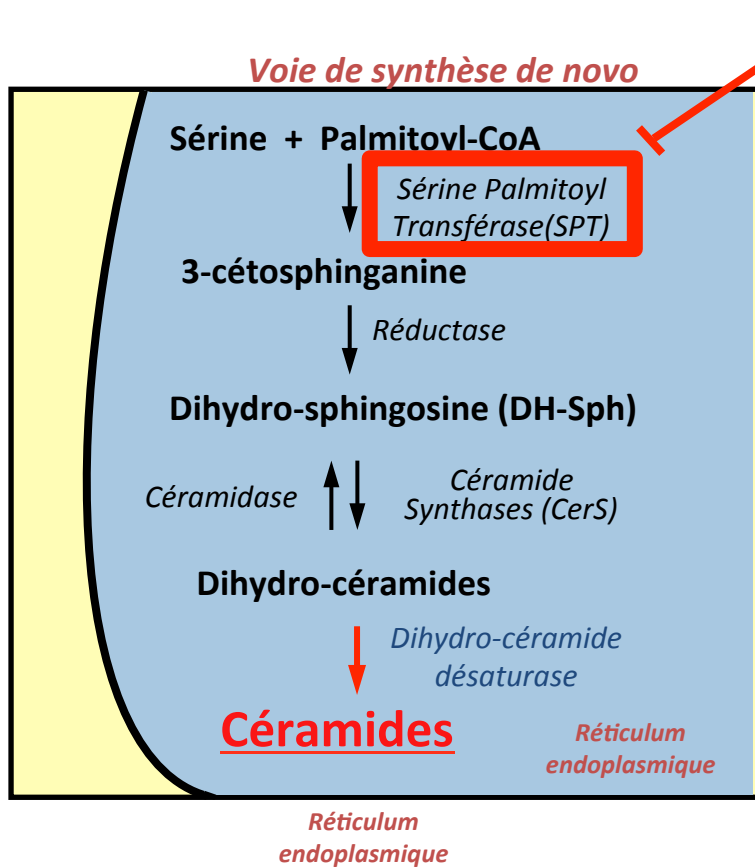 Voie de synthèse de novo
Sérine + Palmitoyl-CoA
Sérine Palmitoyl
Transférase(SPT)
3-cétosphinganine
Réductase
Dihydro-sphingosine (DH-Sph)
Céramidase
Céramide
Synthases (CerS)
Dihydro-céramides
Dihydro-céramide
désaturase
Céramides
Réticulum
endoplasmique
Réticulum
endoplasmique